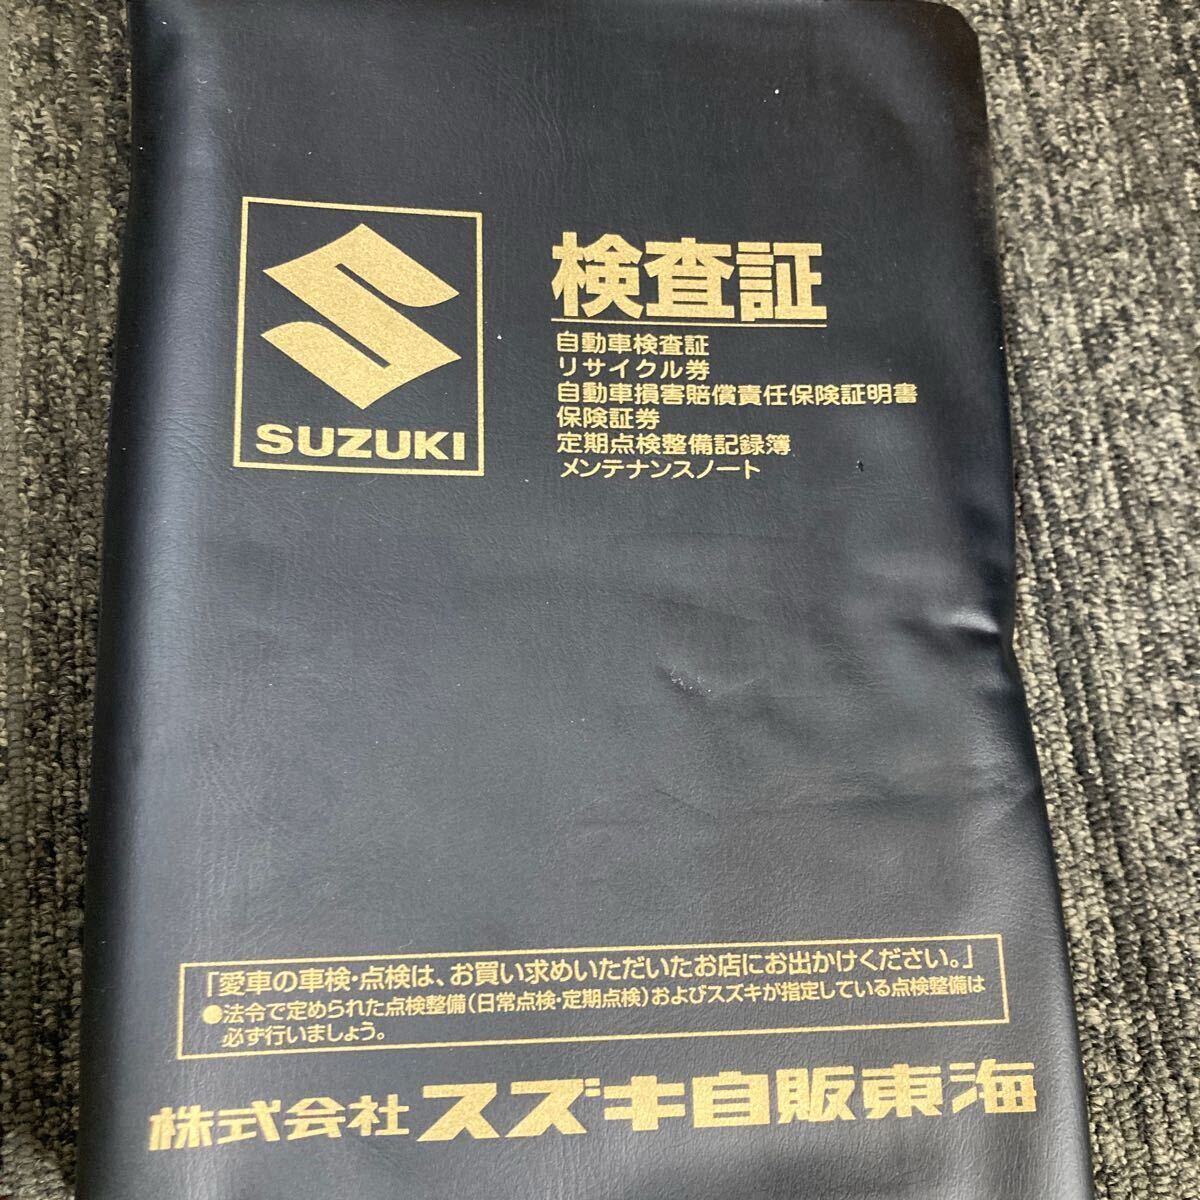 SUZUKI
検査証
自動車検査証
リサイクル券
自動車損害賠償責任保険証明書
保険証券
定期点検整備記録簿
メンテナンスノート
「愛車の車検・点検は、お買い求めいただいたお店にお出かけください。」
●法令で定められた点検整備(日常点検・定期点検)およびスズキが指定している点検整備は
必ず行いましょう。
株式会社スズキ自販東海